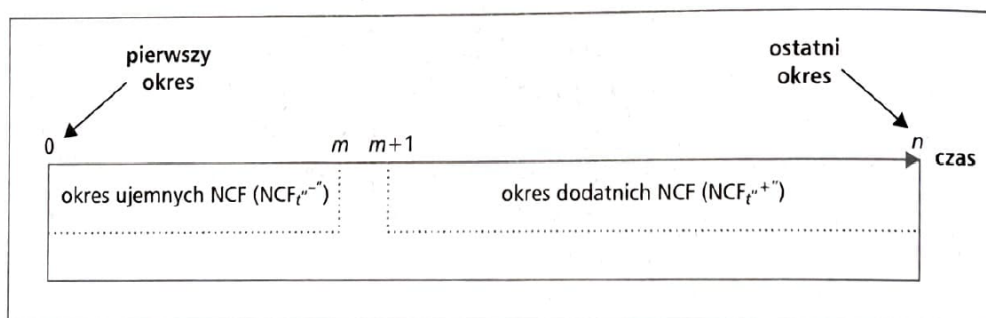 pierwszy
okres
ostatni
okres
0 m m+1 n
czas
okres ujemnych NCF (NCFₜ„−”) okres dodatnich NCF (NCFₜ„+”)